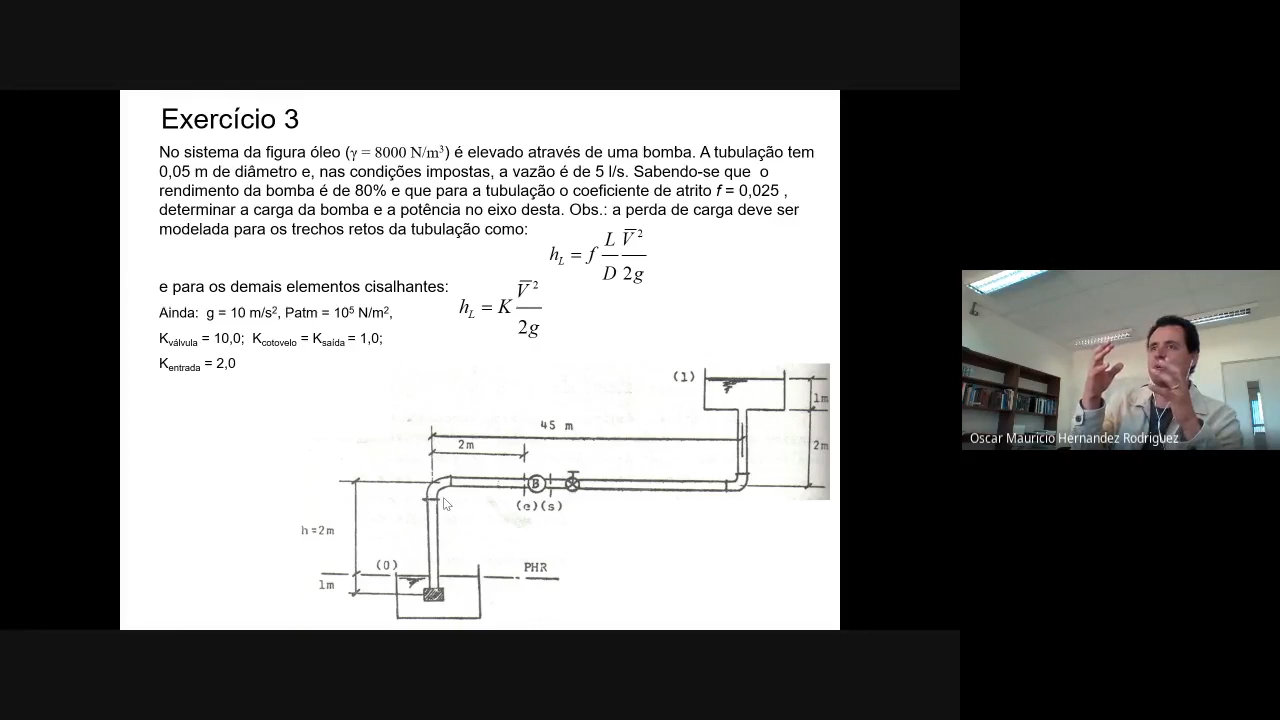 Exercício 3
No sistema da figura óleo (γ = 8000 N/m³) é elevado através de uma bomba. A tubulação tem
0,05 m de diâmetro e, nas condições impostas, a vazão é de 5 l/s. Sabendo-se que o
rendimento da bomba é de 80% e que para a tubulação o coeficiente de atrito f = 0,025 ,
determinar a carga da bomba e a potência no eixo desta. Obs.: a perda de carga deve ser
modelada para os trechos retos da tubulação como:
h_L = f L/D V̅²/2g
e para os demais elementos cisalhantes:
h_L = K V̅²/2g
Ainda: g = 10 m/s², Patm = 10⁵ N/m²,
Kválvula = 10,0; Kcotovelo = Ksaída = 1,0;
Kentrada = 2,0
(1)
1m
45 m
2m
2m
B
(e)(s)
h=2m
(0)
PHR
1m
Oscar Mauricio Hernandez Rodriguez